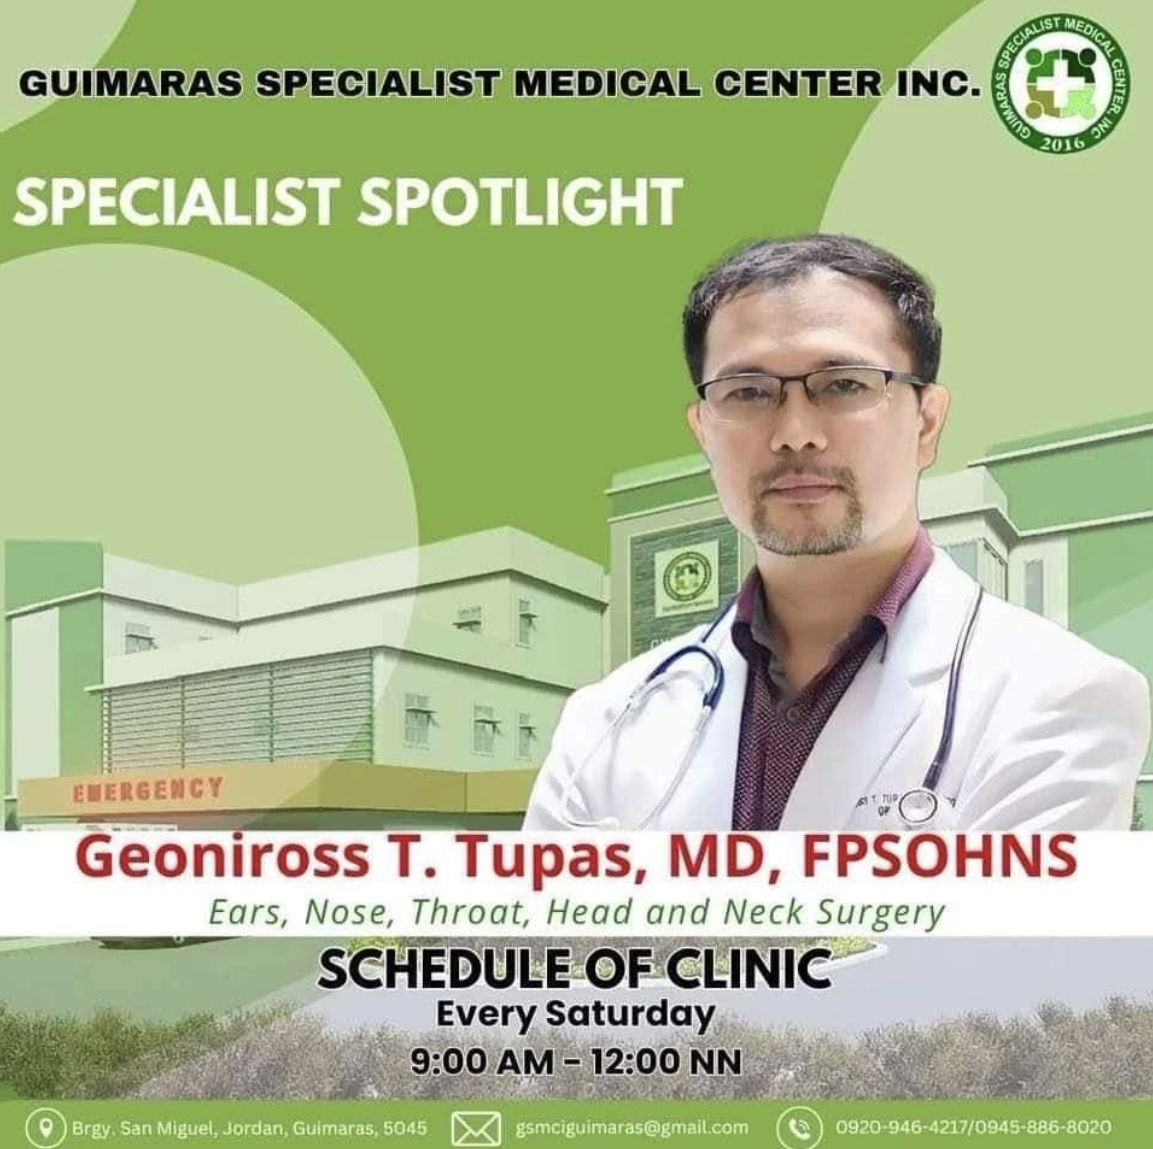 GUIMARAS SPECIALIST MEDICAL CENTER INC.
GUIMARAS SPECIALIST MEDICAL CENTER, INC
2016
SPECIALIST SPOTLIGHT
EMERGENCY
Geoniross T. Tupas, MD, FPSOHNS
Ears, Nose, Throat, Head and Neck Surgery
SCHEDULE OF CLINIC
Every Saturday
9:00 AM – 12:00 NN
Brgy. San Miguel, Jordan, Guimaras, 5045
gsmciguimaras@gmail.com
0920-946-4217/0945-886-8020